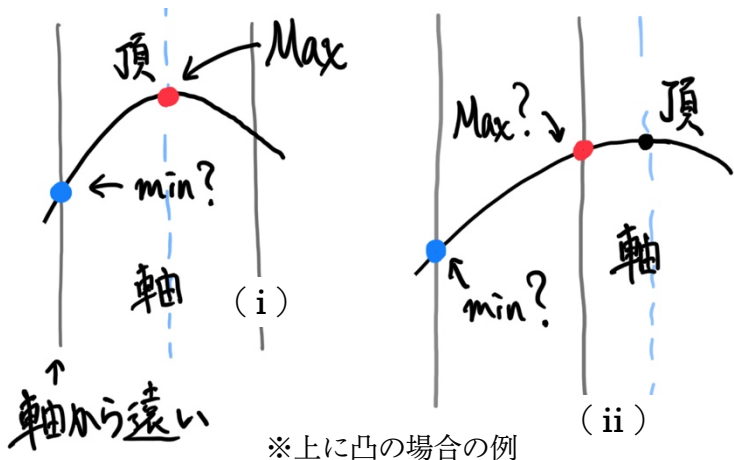 頂
Max
min?
軸
(i)
↑
軸から遠い
Max?
頂
軸
min?
(ii)
※上に凸の場合の例